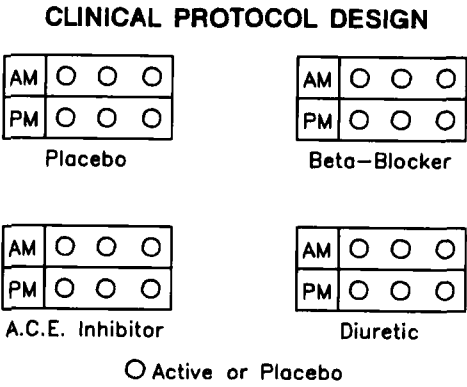 CLINICAL PROTOCOL DESIGN
AM
PM
Placebo
AM
PM
Beta-Blocker
AM
PM
A.C.E. Inhibitor
AM
PM
Diuretic
Active or Placebo